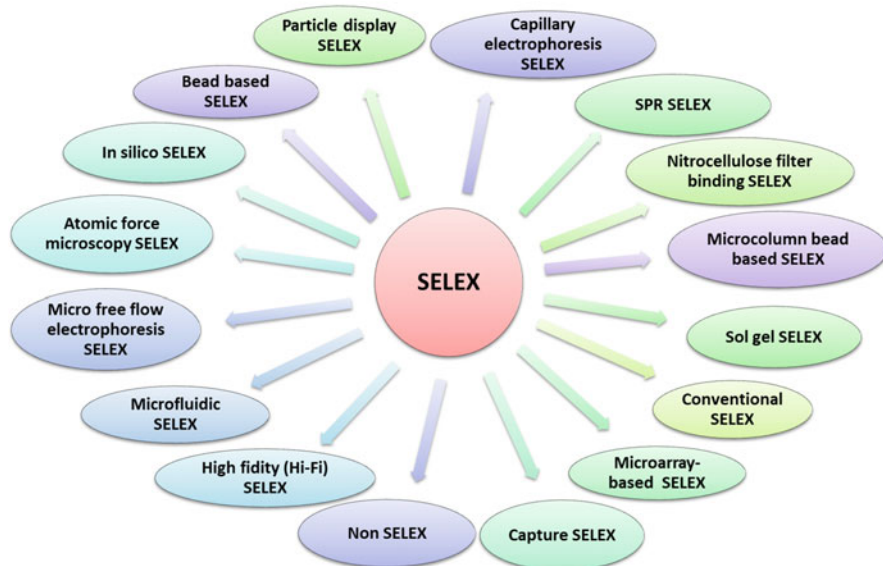 Particle display
SELEX
Capillary
electrophoresis
SELEX
Bead based
SELEX
SPR SELEX
In silico SELEX
Nitrocellulose filter
binding SELEX
Atomic force
microscopy SELEX
Microcolumn bead
based SELEX
SELEX
Micro free flow
electrophoresis
SELEX
Sol gel SELEX
Microfluidic
SELEX
Conventional
SELEX
High fidity (Hi-Fi)
SELEX
Microarray-
based SELEX
Non SELEX
Capture SELEX